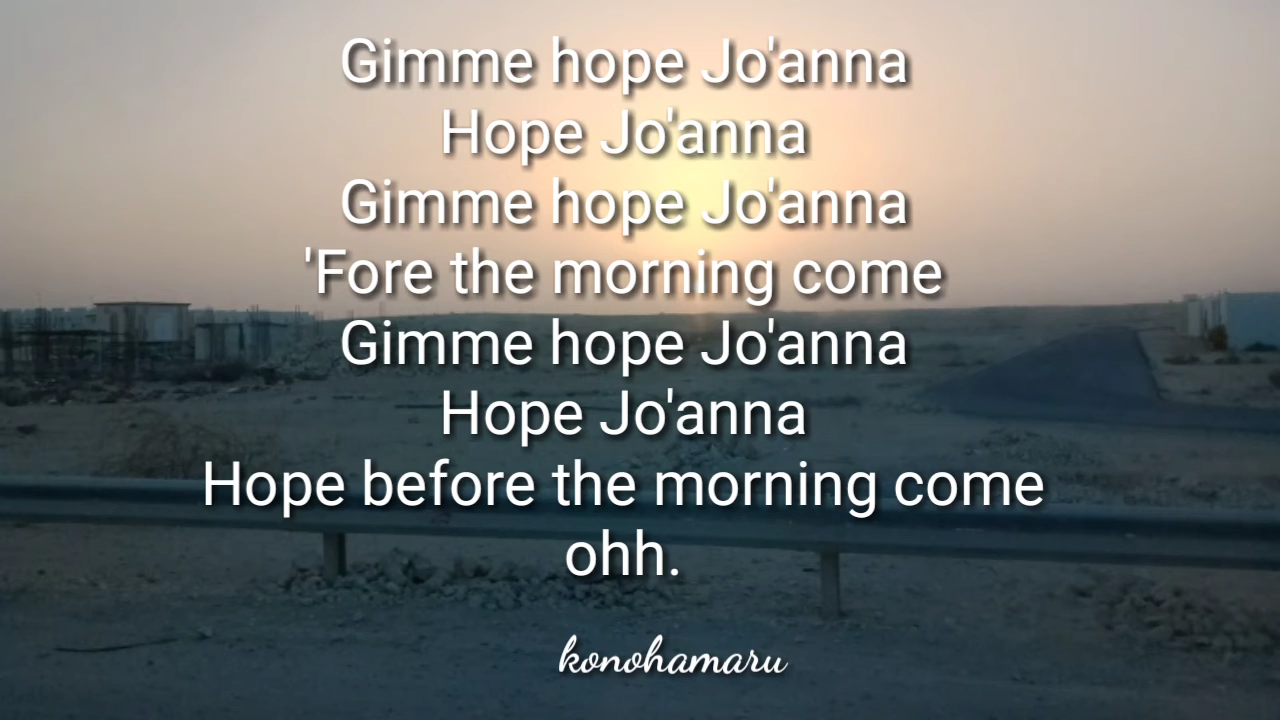 Gimme hope Jo'anna
Hope Jo'anna
Gimme hope Jo'anna
'Fore the morning come
Gimme hope Jo'anna
Hope Jo'anna
Hope before the morning come
ohh.
konohamaru